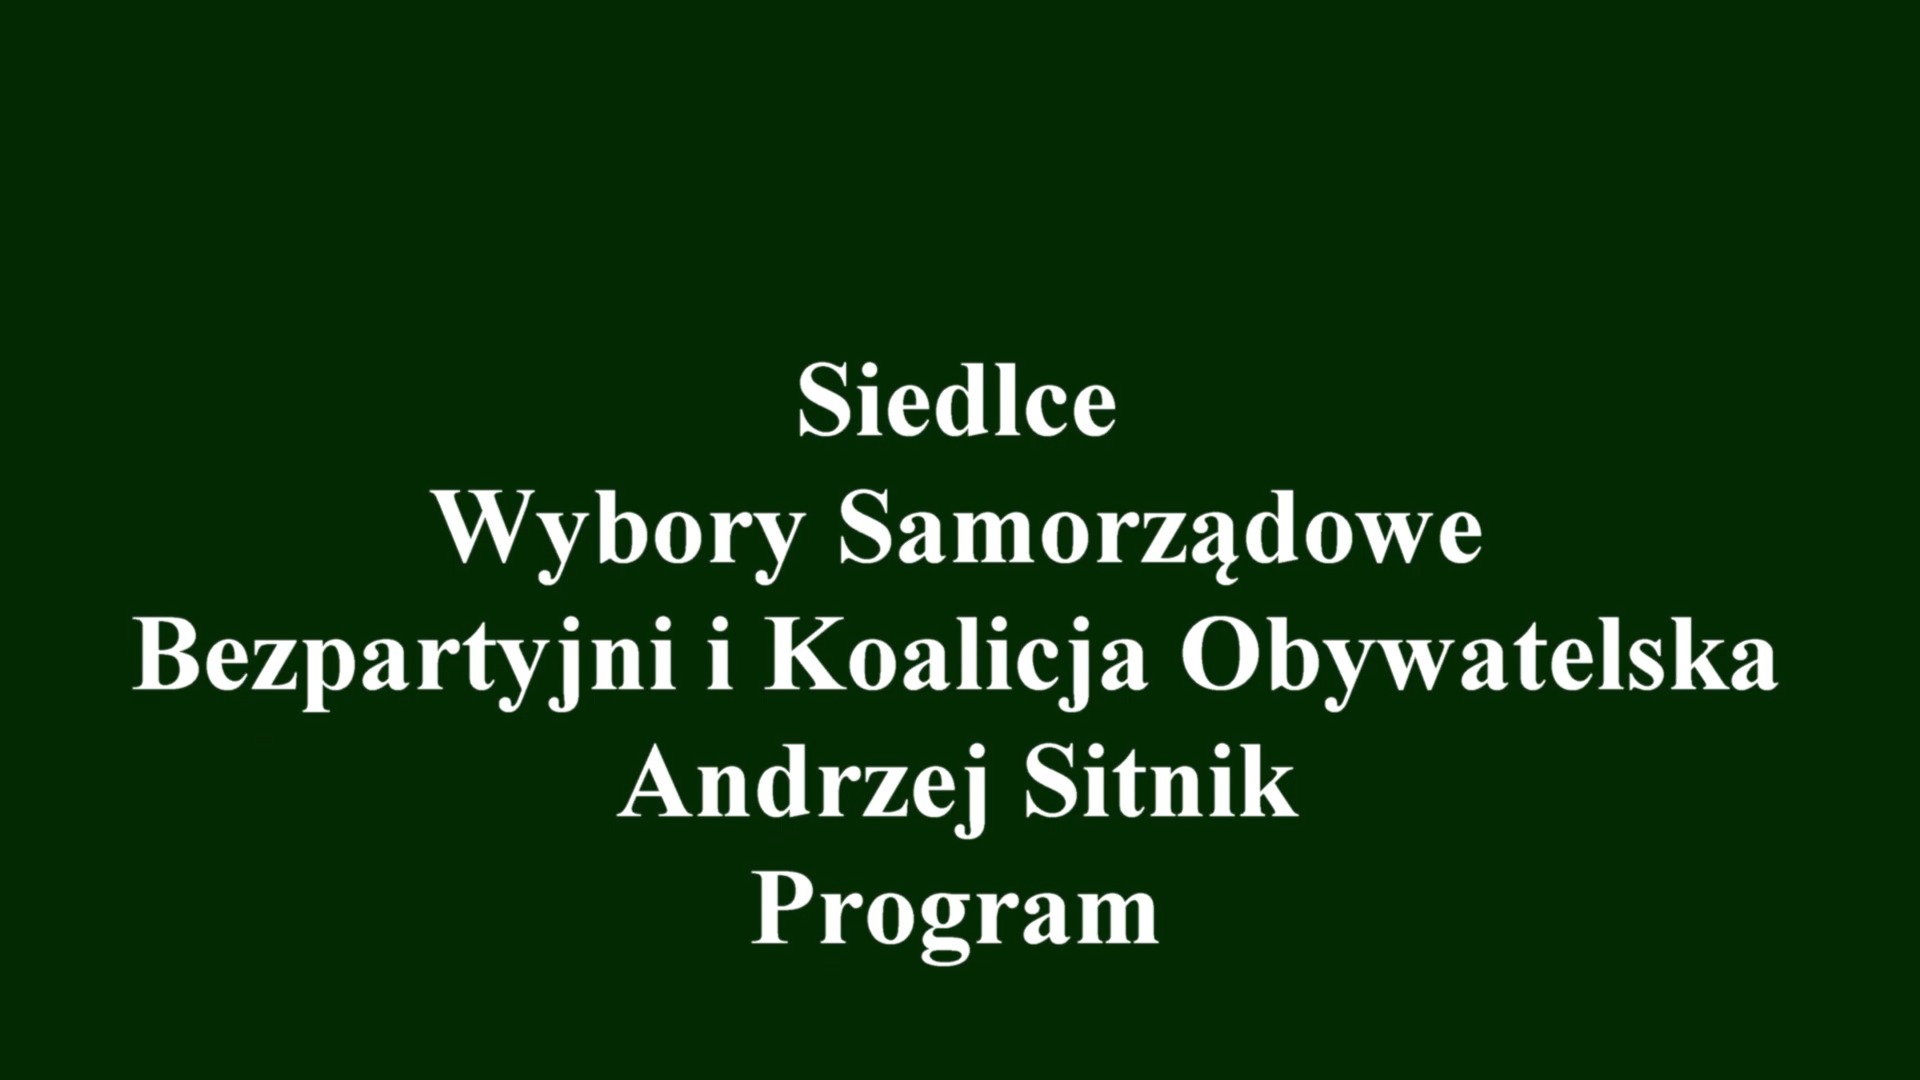 Siedlce
Wybory Samorządowe
Bezpartyjni i Koalicja Obywatelska
Andrzej Sitnik
Program